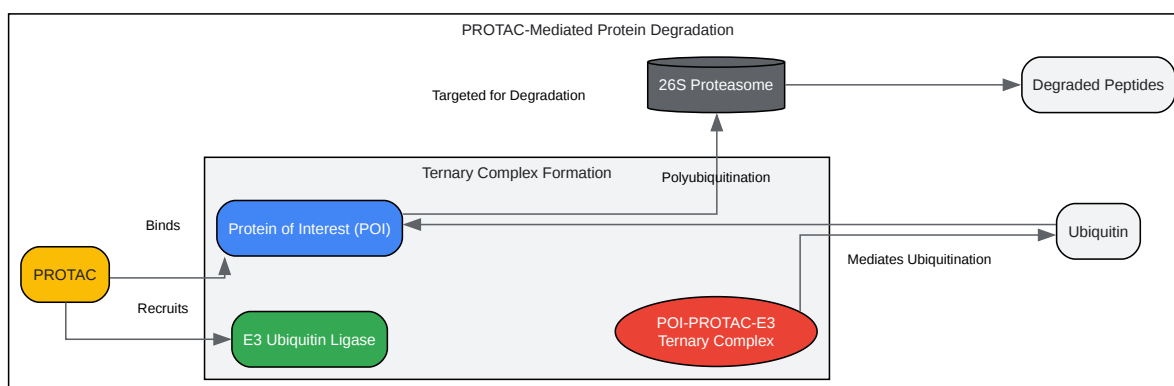 PROTAC-Mediated Protein Degradation
26S Proteasome
Degraded Peptides
Targeted for Degradation
Ternary Complex Formation
Polyubiquitination
Protein of Interest (POI)
Binds
Ubiquitin
Mediates Ubiquitination
PROTAC
Recruits
E3 Ubiquitin Ligase
POI-PROTAC-E3
Ternary Complex